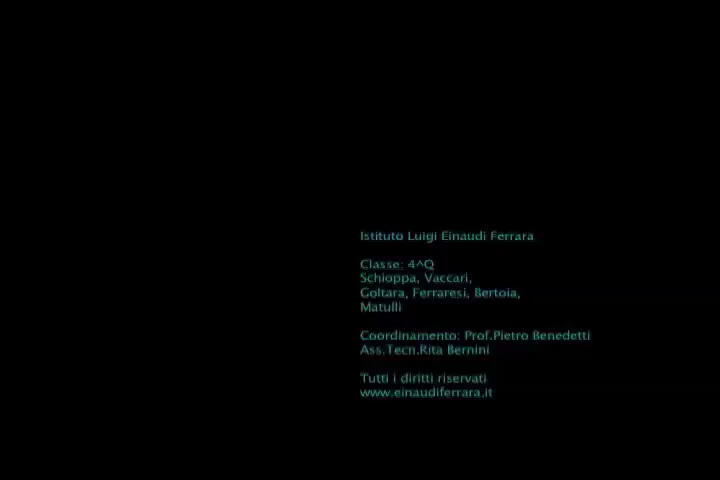 Istituto Luigi Einaudi Ferrara
Classe: 4^Q
Schioppa, Vaccari,
Goltara, Ferraresi, Bertoia,
Matulli
Coordinamento: Prof.Pietro Benedetti
Ass.Tecn.Rita Bernini
Tutti i diritti riservati
www.einaudiferrara.it